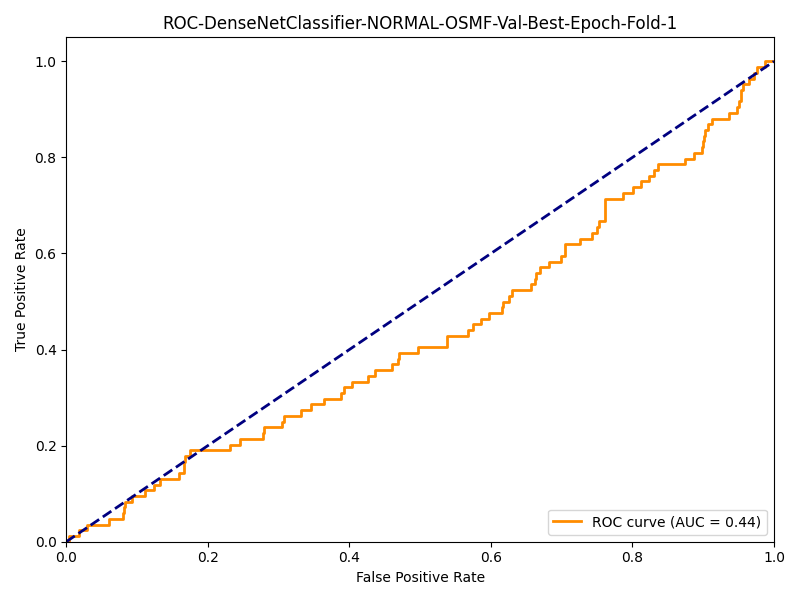 ROC-DenseNetClassifier-NORMAL-OSMF-Val-Best-Epoch-Fold-1
True Positive Rate
1.0
0.8
0.6
0.4
0.2
0.0
ROC curve (AUC = 0.44)
0.0 0.2 0.4 0.6 0.8 1.0
False Positive Rate